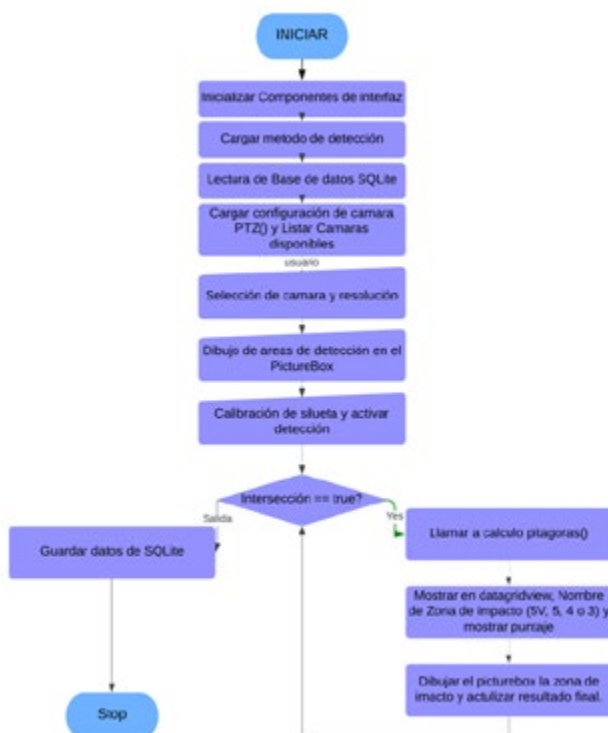 INICIAR
Inicializar Componentes de interfaz
Cargar metodo de detección
Lectura de Base de datos SQLite
Cargar configuración de camara
PTZ() y Listar Camaras
disponibles
usuario
Selección de camara y resolución
Dibujo de areas de detección en el
PictureBox
Calibración de silueta y activar
detección
Intersección == true?
Salida
Yes
Guardar datos de SQLite
Llamar a calculo pitagoras()
Mostrar en datagridview, Nombre
de Zona de impacto (5V, 5, 4 o 3) y
mostrar puntaje
Dibujar el picturebox la zona de
imacto y actulizar resultado final.
Stop